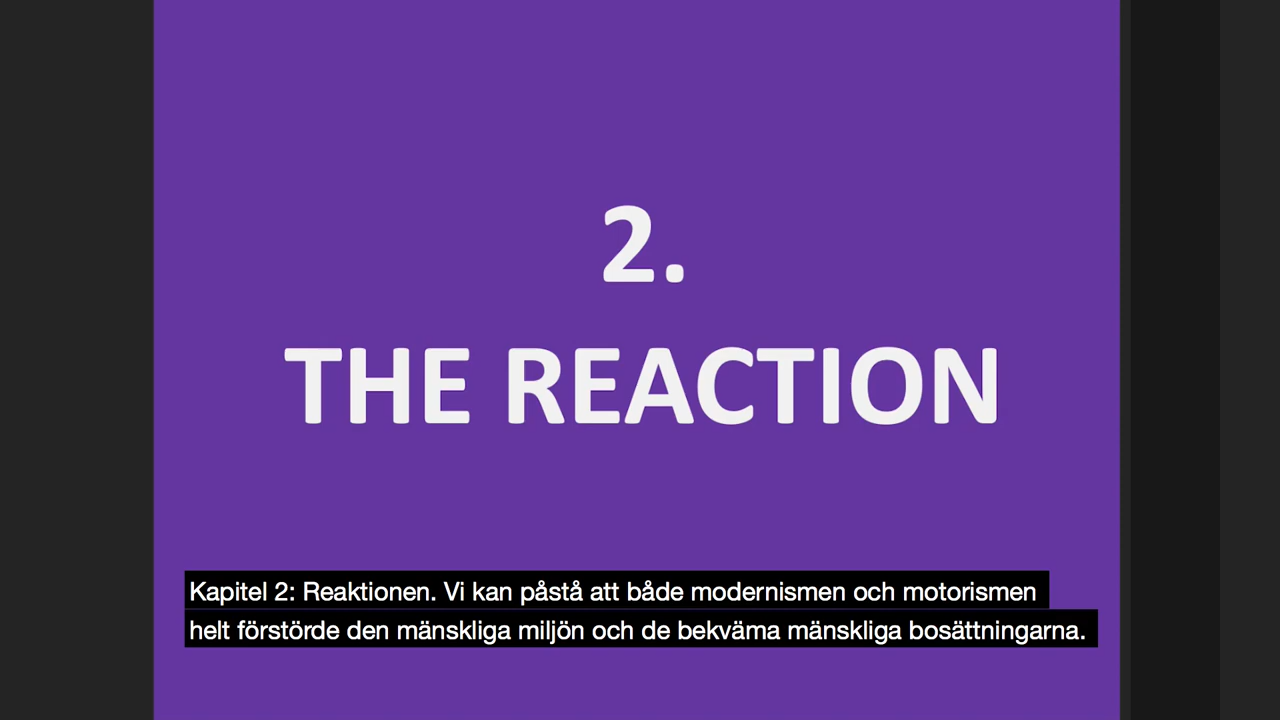 2.
THE REACTION
Kapitel 2: Reaktionen. Vi kan påstå att både modernismen och motorismen
helt förstörde den mänskliga miljön och de bekväma mänskliga bosättningarna.